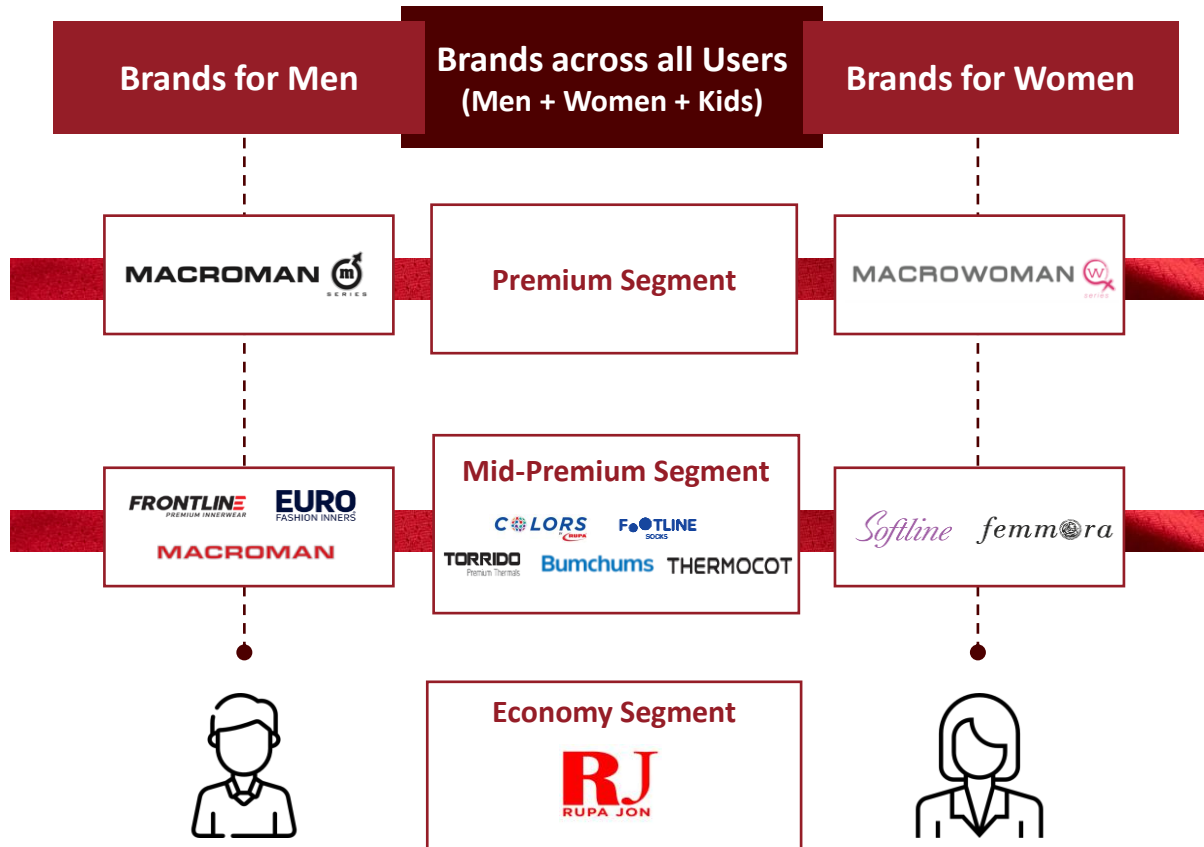 Brands for Men
Brands across all Users
(Men + Women + Kids)
Brands for Women
MACROMAN m
SERIES
Premium Segment
MACROWOMAN W
series
FRONTLINE
PREMIUM INNERWEAR
EURO
FASHION INNERS
MACROMAN
Mid-Premium Segment
COLORS
by RUPA
FOOTLINE
SOCKS
TORRIDO
Premium Thermals
Bumchums
THERMOCOT
Softline
femmora
Economy Segment
RJ
RUPA JON